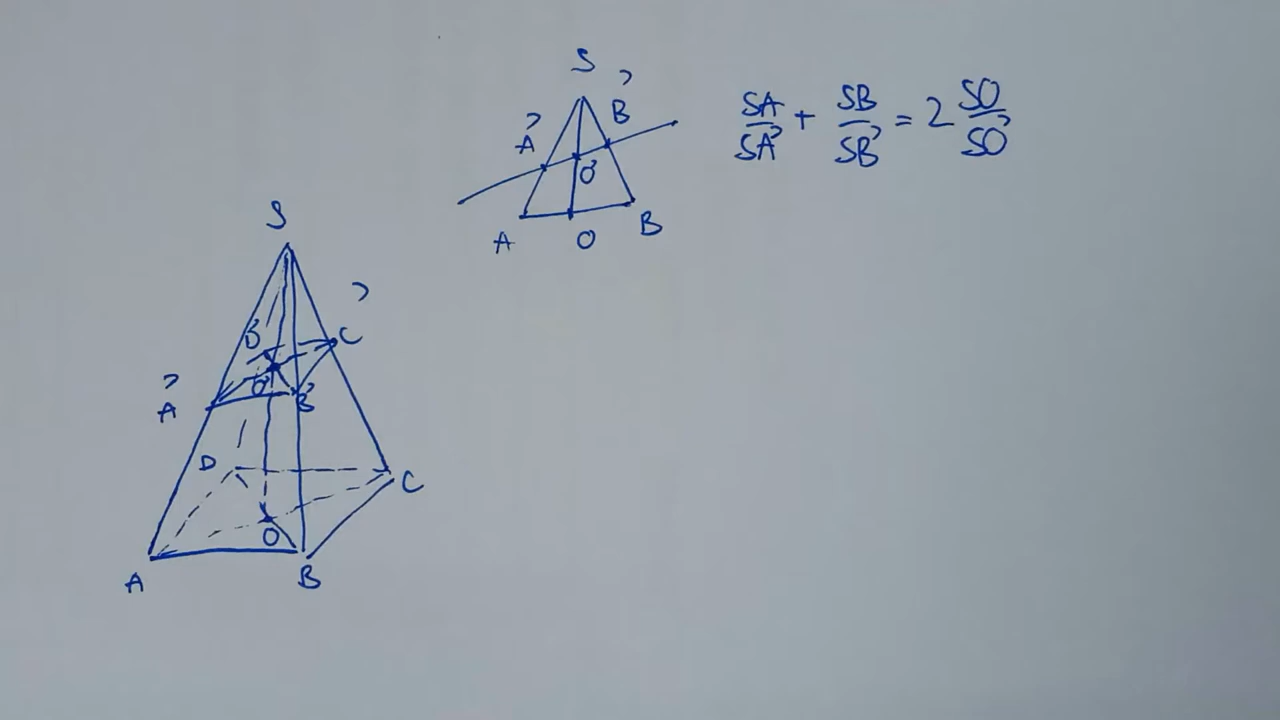 S
A' B'
O'
A O B
SA/SA' + SB/SB' = 2 SO/SO'
S
D' C'
A' O' B'
D C
O
A B